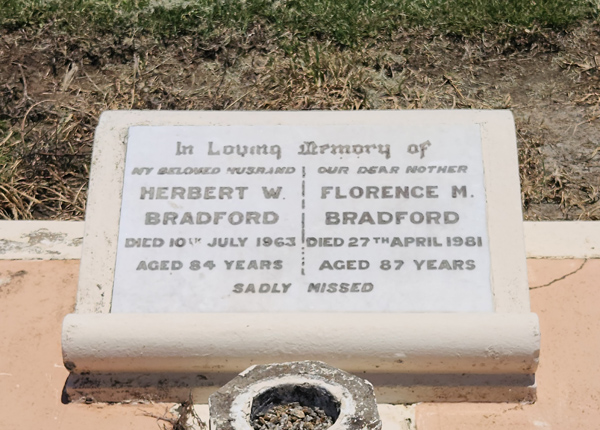 In Loving Memory of
MY BELOVED HUSBAND
HERBERT W.
BRADFORD
DIED 10TH JULY 1963
AGED 84 YEARS
OUR DEAR MOTHER
FLORENCE M.
BRADFORD
DIED 27TH APRIL 1981
AGED 87 YEARS
SADLY MISSED